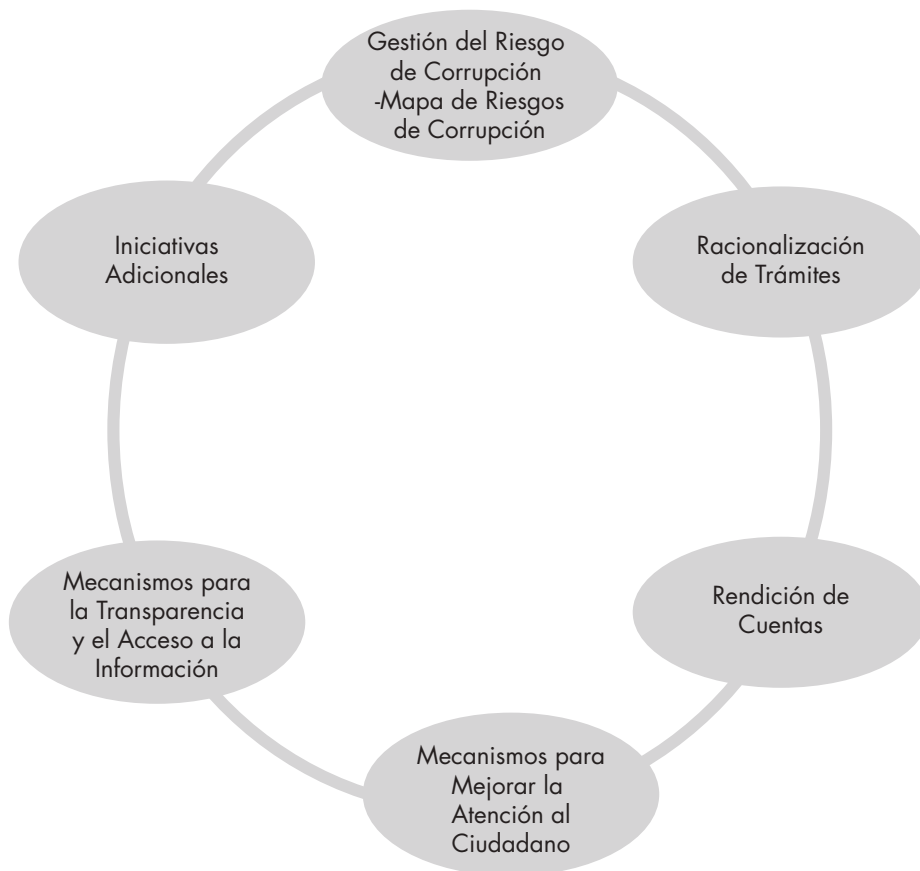 Gestión del Riesgo
de Corrupción
-Mapa de Riesgos
de Corrupción
Racionalización
de Trámites
Rendición de
Cuentas
Mecanismos para
Mejorar la
Atención al
Ciudadano
Mecanismos para
la Transparencia
y el Acceso a la
Información
Iniciativas
Adicionales